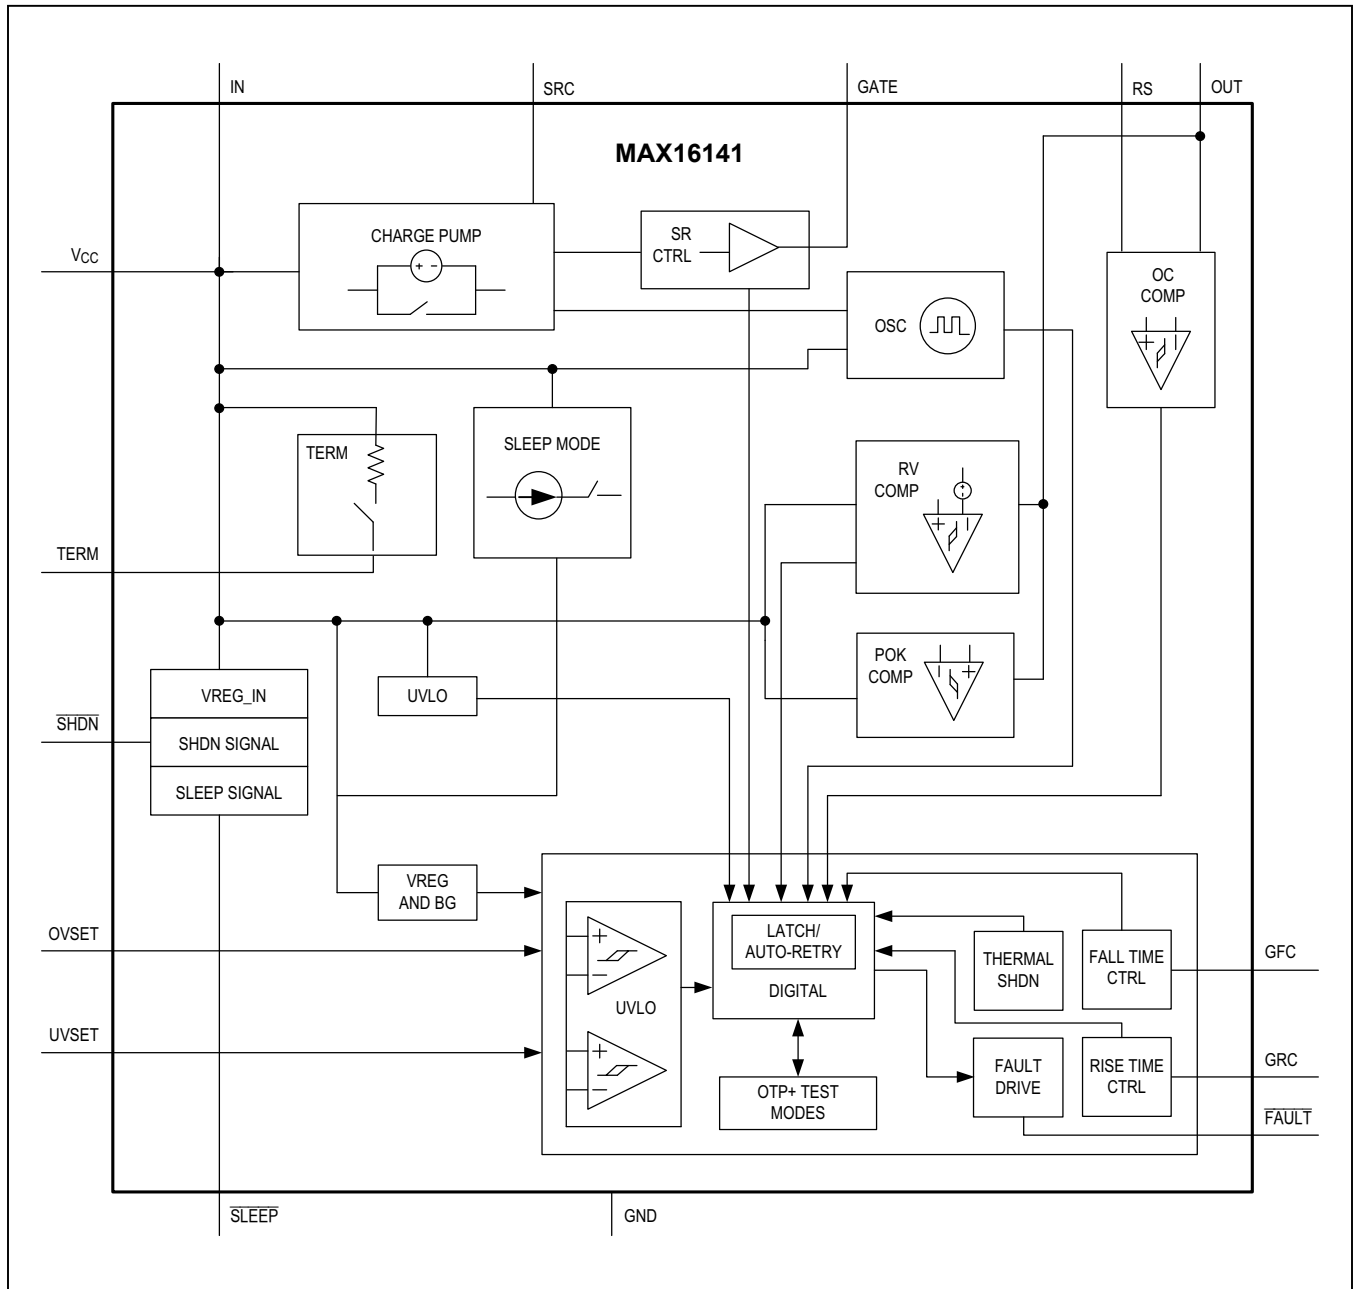 IN
SRC
GATE
RS
OUT
MAX16141
CHARGE PUMP
+ -
SR
CTRL
VCC
OSC
OC
COMP
+ -
TERM
SLEEP MODE
RV
COMP
+ -
TERM
POK
COMP
- +
VREG_IN
UVLO
SHDN
SHDN SIGNAL
SLEEP SIGNAL
VREG
AND BG
OVSET
UVSET
+
-
UVLO
+
-
LATCH/
AUTO-RETRY
DIGITAL
THERMAL
SHDN
FALL TIME
CTRL
GFC
OTP+ TEST
MODES
FAULT
DRIVE
RISE TIME
CTRL
GRC
FAULT
SLEEP
GND